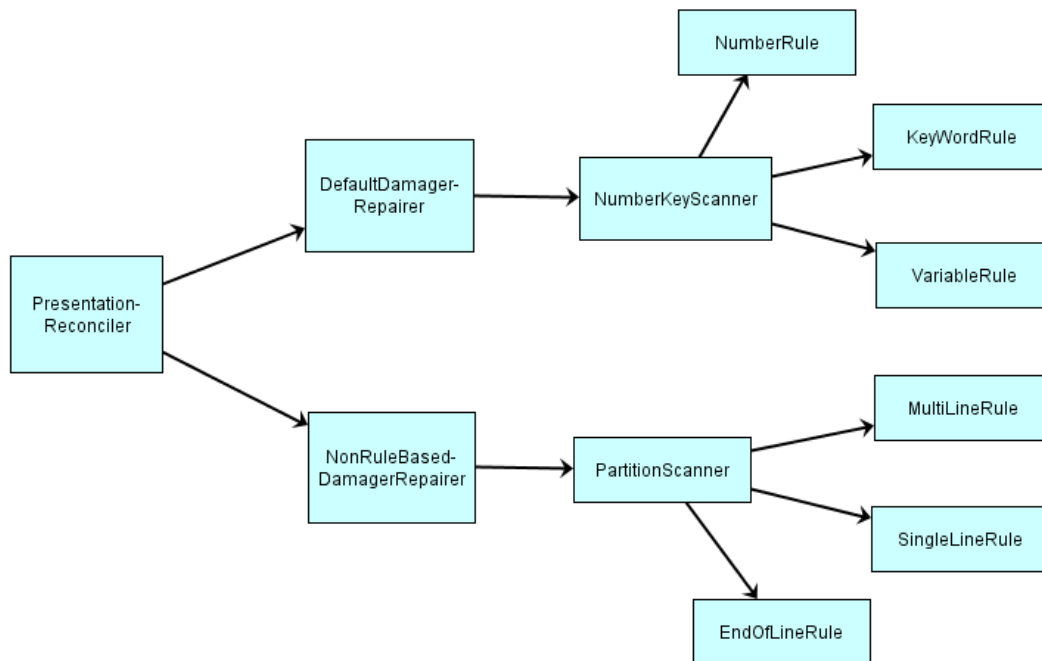 NumberRule
KeyWordRule
DefaultDamager-
Repairer
NumberKeyScanner
VariableRule
Presentation-
Reconciler
MultiLineRule
NonRuleBased-
DamagerRepairer
PartitionScanner
SingleLineRule
EndOfLineRule